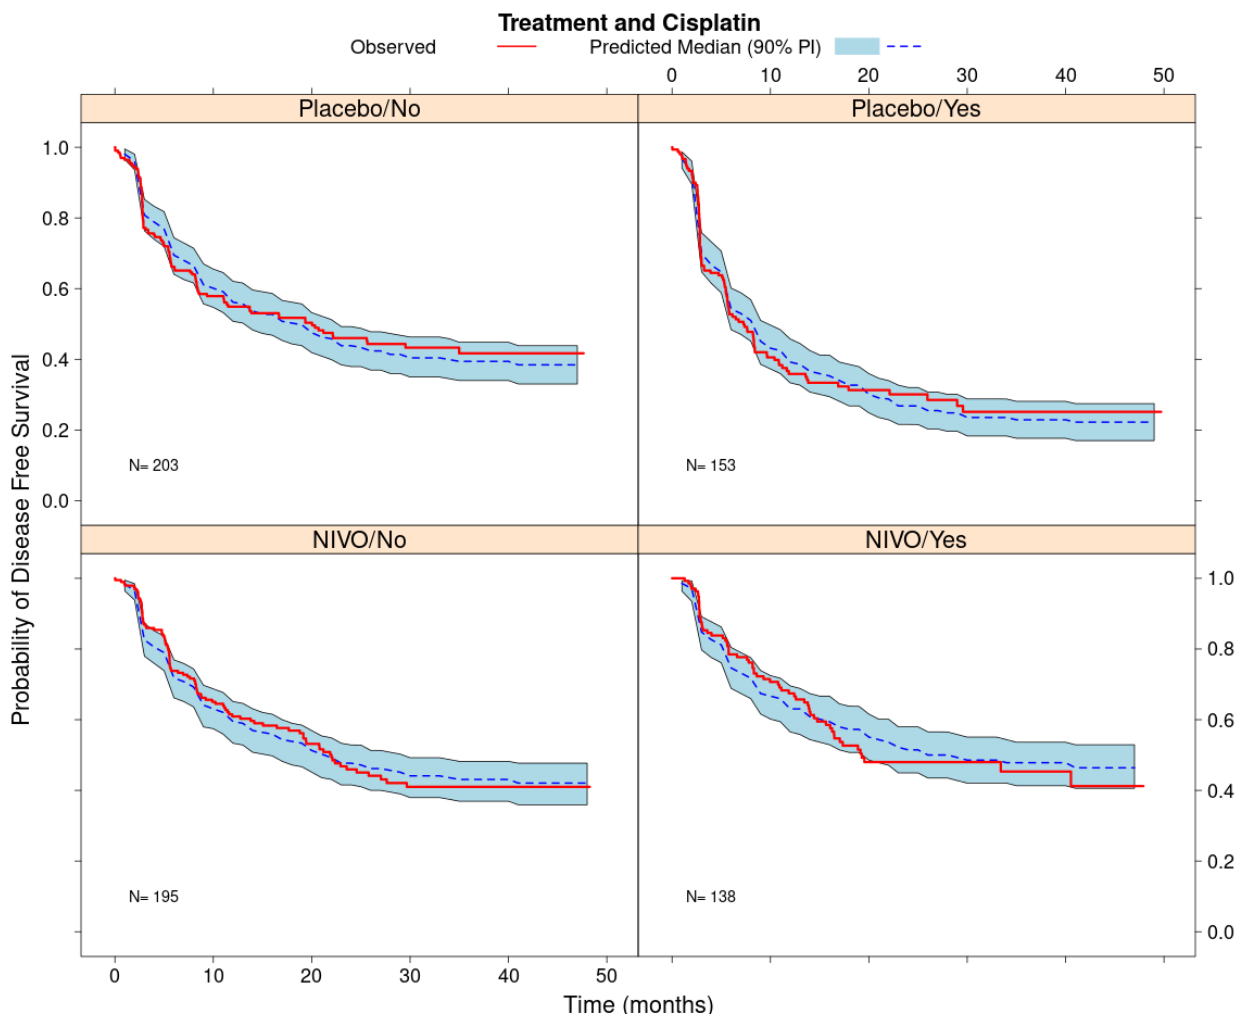 Treatment and Cisplatin
Observed Predicted Median (90% PI)
0 10 20 30 40 50
Placebo/No Placebo/Yes
1.0
0.8
0.6
0.4
0.2
0.0
N= 203 N= 153
Probability of Disease Free Survival
NIVO/No NIVO/Yes
1.0
0.8
0.6
0.4
0.2
0.0
N= 195 N= 138
0 10 20 30 40 50
Time (months)